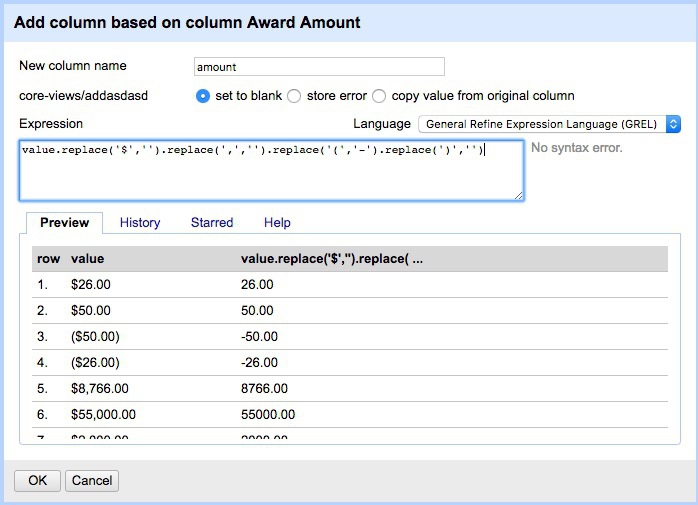 Add column based on column Award Amount
New column name amount
core-views/addasdasd set to blank store error copy value from original column
Expression Language General Refine Expression Language (GREL)
value.replace('$','').replace(',','').replace('(','-').replace(')','') No syntax error.
Preview History Starred Help
row value value.replace('$','').replace( ...
1. $26.00 26.00
2. $50.00 50.00
3. ($50.00) -50.00
4. ($26.00) -26.00
5. $8,766.00 8766.00
6. $55,000.00 55000.00
OK Cancel